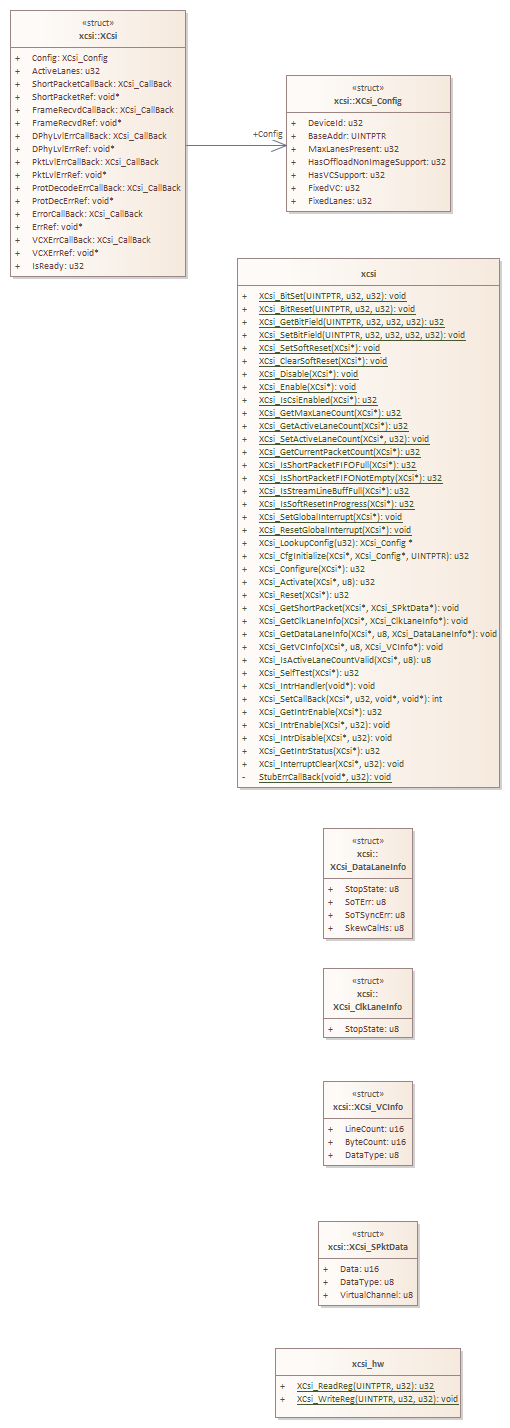 «struct»
xcsi::XCsi
+ Config: XCsi_Config
+ ActiveLanes: u32
+ ShortPacketCallBack: XCsi_CallBack
+ ShortPacketRef: void*
+ FrameRecvdCallBack: XCsi_CallBack
+ FrameRecvdRef: void*
+ DPhyLvlErrCallBack: XCsi_CallBack
+ DPhyLvlErrRef: void*
+ PktLvlErrCallBack: XCsi_CallBack
+ PktLvlErrRef: void*
+ ProtDecodeErrCallBack: XCsi_CallBack
+ ProtDecErrRef: void*
+ ErrorCallBack: XCsi_CallBack
+ ErrRef: void*
+ VCXErrCallBack: XCsi_CallBack
+ VCXErrRef: void*
+ IsReady: u32
+Config
«struct»
xcsi::XCsi_Config
+ DeviceId: u32
+ BaseAddr: UINTPTR
+ MaxLanesPresent: u32
+ HasOffloadNonImageSupport: u32
+ HasVCSupport: u32
+ FixedVC: u32
+ FixedLanes: u32
xcsi
+ XCsi_BitSet(UINTPTR, u32, u32): void
+ XCsi_BitReset(UINTPTR, u32, u32): void
+ XCsi_GetBitField(UINTPTR, u32, u32, u32): u32
+ XCsi_SetBitField(UINTPTR, u32, u32, u32, u32): void
+ XCsi_SetSoftReset(XCsi*): void
+ XCsi_ClearSoftReset(XCsi*): void
+ XCsi_Disable(XCsi*): void
+ XCsi_Enable(XCsi*): void
+ XCsi_IsCsiEnabled(XCsi*): u32
+ XCsi_GetMaxLaneCount(XCsi*): u32
+ XCsi_GetActiveLaneCount(XCsi*): u32
+ XCsi_SetActiveLaneCount(XCsi*, u32): void
+ XCsi_GetCurrentPacketCount(XCsi*): u32
+ XCsi_IsShortPacketFIFOFull(XCsi*): u32
+ XCsi_IsShortPacketFIFONotEmpty(XCsi*): u32
+ XCsi_IsStreamLineBuffFull(XCsi*): u32
+ XCsi_IsSoftResetInProgress(XCsi*): u32
+ XCsi_SetGlobalInterrupt(XCsi*): void
+ XCsi_ResetGlobalInterrupt(XCsi*): void
+ XCsi_LookupConfig(u32): XCsi_Config *
+ XCsi_CfgInitialize(XCsi*, XCsi_Config*, UINTPTR): u32
+ XCsi_Configure(XCsi*): u32
+ XCsi_Activate(XCsi*, u8): u32
+ XCsi_Reset(XCsi*): u32
+ XCsi_GetShortPacket(XCsi*, XCsi_SPktData*): void
+ XCsi_GetClkLaneInfo(XCsi*, XCsi_ClkLaneInfo*): void
+ XCsi_GetDataLaneInfo(XCsi*, u8, XCsi_DataLaneInfo*): void
+ XCsi_GetVCInfo(XCsi*, u8, XCsi_VCInfo*): void
+ XCsi_IsActiveLaneCountValid(XCsi*, u8): u8
+ XCsi_SelfTest(XCsi*): u32
+ XCsi_IntrHandler(void*): void
+ XCsi_SetCallBack(XCsi*, u32, void*, void*): int
+ XCsi_GetIntrEnable(XCsi*): u32
+ XCsi_IntrEnable(XCsi*, u32): void
+ XCsi_IntrDisable(XCsi*, u32): void
+ XCsi_GetIntrStatus(XCsi*): u32
+ XCsi_InterruptClear(XCsi*, u32): void
- StubErrCallBack(void*, u32): void
«struct»
xcsi::
XCsi_DataLaneInfo
+ StopState: u8
+ SoTErr: u8
+ SoTSyncErr: u8
+ SkewCalHs: u8
«struct»
xcsi::
XCsi_ClkLaneInfo
+ StopState: u8
«struct»
xcsi::XCsi_VCInfo
+ LineCount: u16
+ ByteCount: u16
+ DataType: u8
«struct»
xcsi::XCsi_SPktData
+ Data: u16
+ DataType: u8
+ VirtualChannel: u8
xcsi_hw
+ XCsi_ReadReg(UINTPTR, u32): u32
+ XCsi_WriteReg(UINTPTR, u32, u32): void